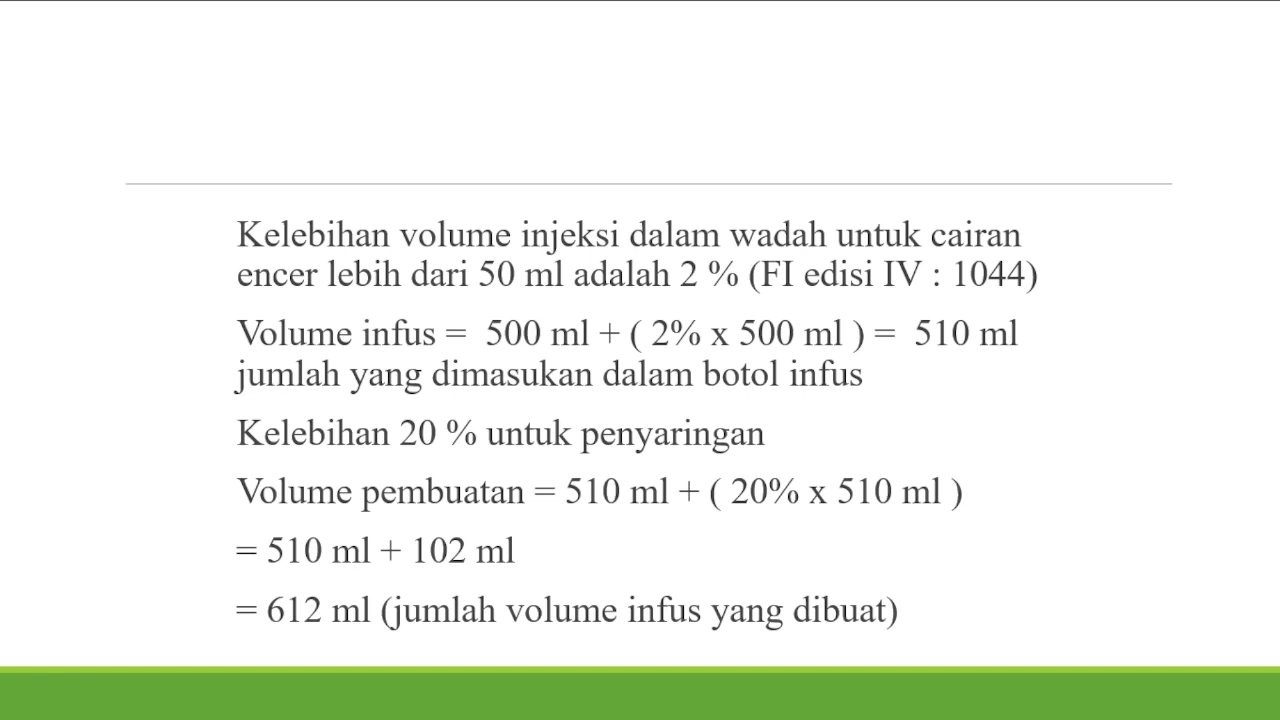 Kelebihan volume injeksi dalam wadah untuk cairan
encer lebih dari 50 ml adalah 2 % (FI edisi IV : 1044)
Volume infus =  500 ml + ( 2% x 500 ml ) =  510 ml
jumlah yang dimasukan dalam botol infus
Kelebihan 20 % untuk penyaringan
Volume pembuatan = 510 ml + ( 20% x 510 ml )
= 510 ml + 102 ml
= 612 ml (jumlah volume infus yang dibuat)